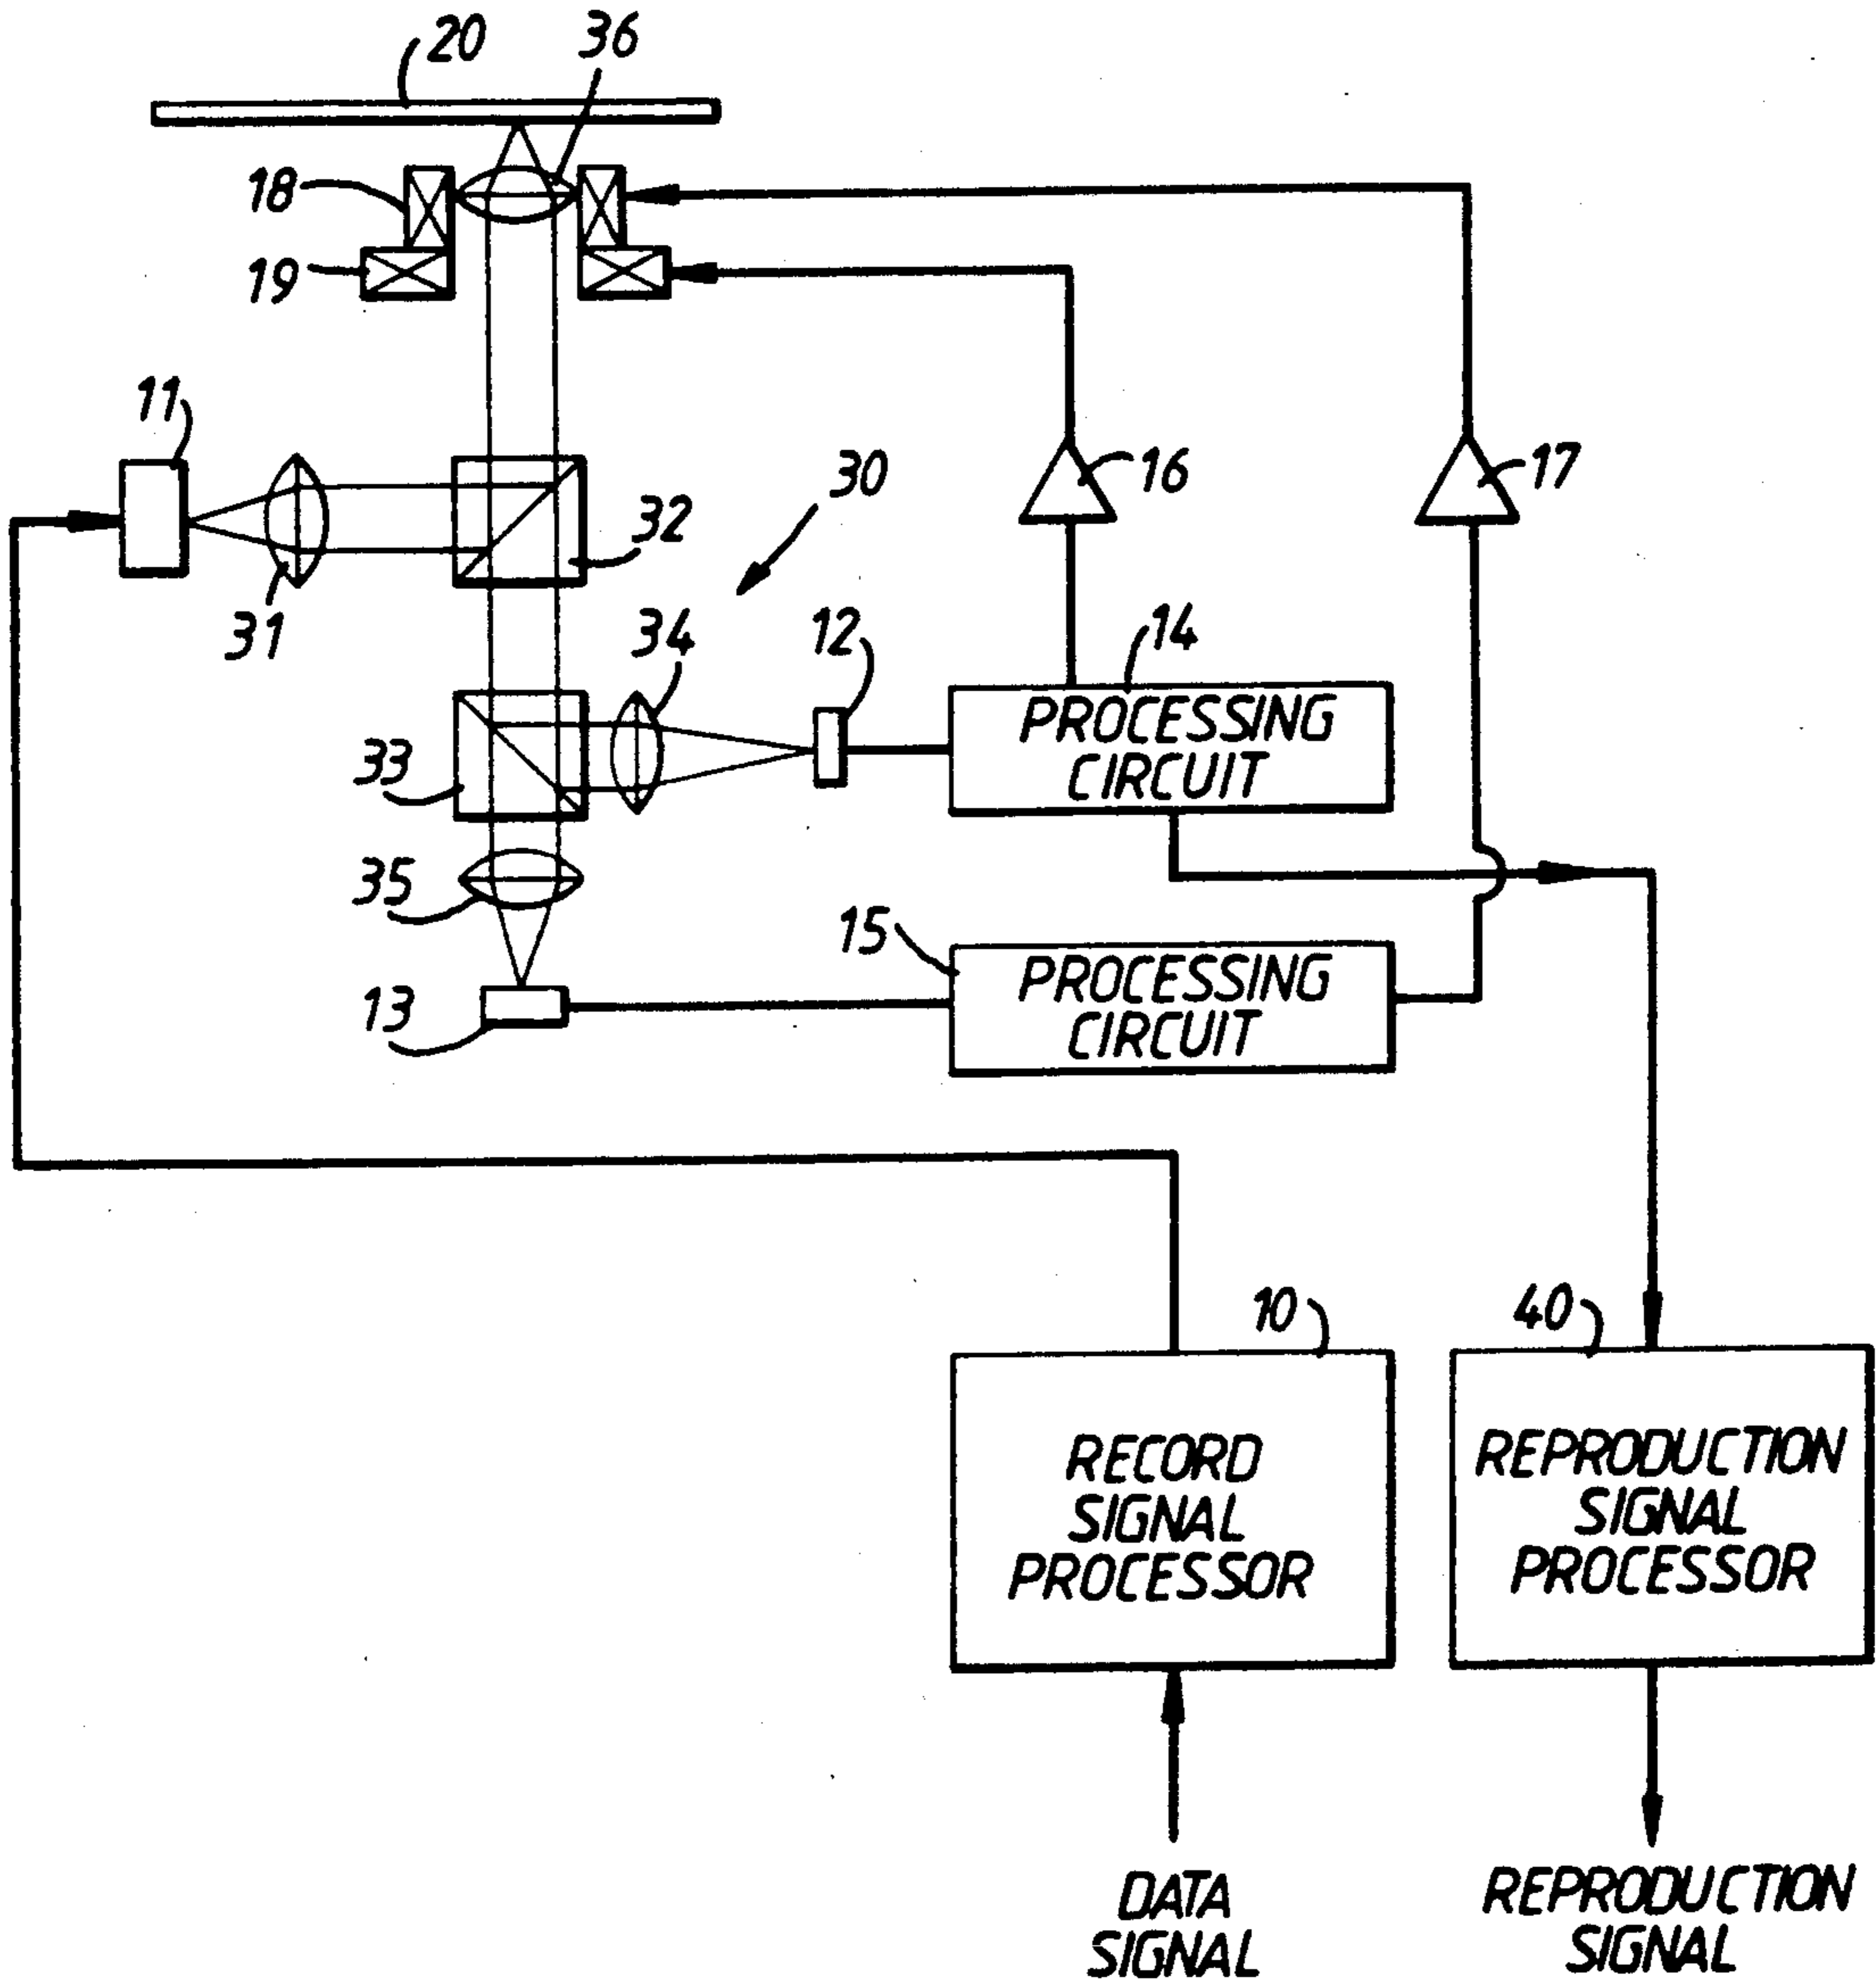 20
36
18
19
11
30
16
17
32
31
34
12
14
PROCESSING
CIRCUIT
33
35
15
PROCESSING
CIRCUIT
13
10
40
RECORD
SIGNAL
PROCESSOR
REPRODUCTION
SIGNAL
PROCESSOR
DATA
SIGNAL
REPRODUCTION
SIGNAL